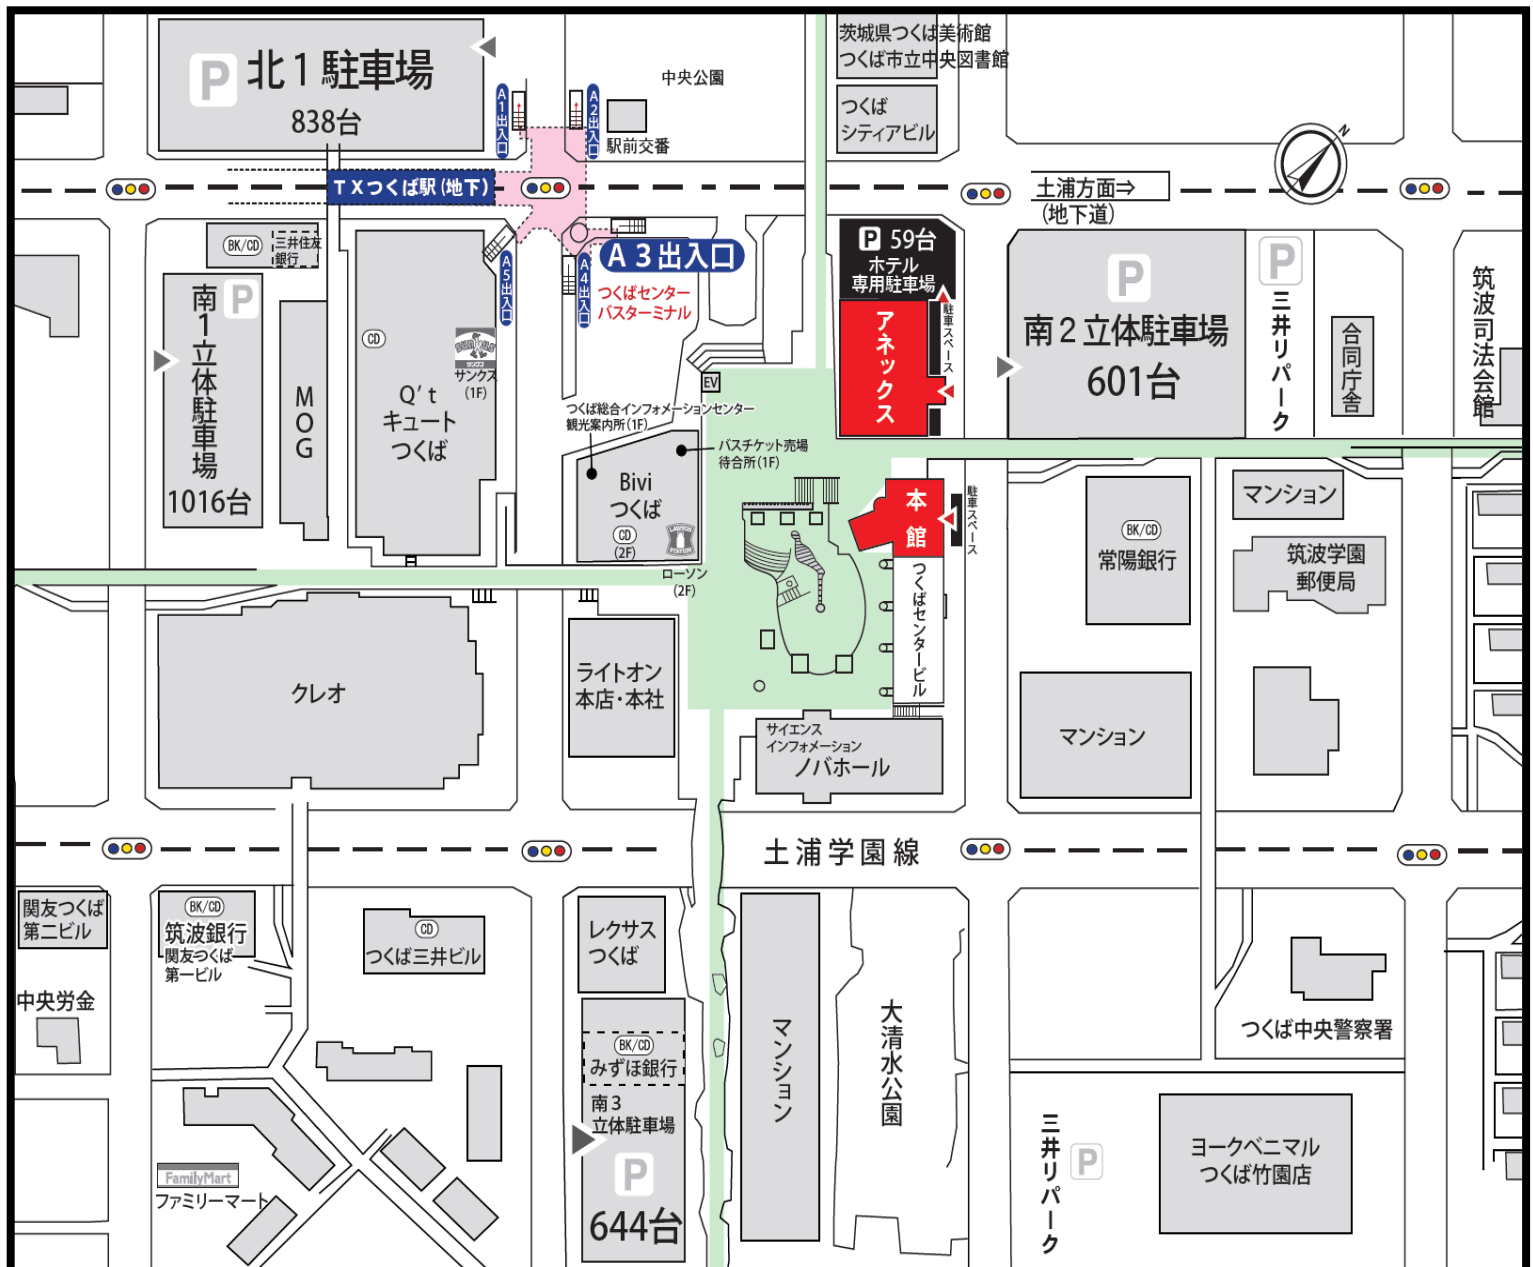 北1駐車場
838台
P
A1出入口
A2出入口
駅前交番
中央公園
茨城県つくば美術館
つくば市立中央図書館
つくば
シティアビル
N
TXつくば駅(地下)
土浦方面⇒
(地下道)
BK/CD
三井住友
銀行
P
南1立体駐車場
1016台
MOG
CD
Q't
キュート
つくば
サンクス
(1F)
A5出入口
A4出入口
A3出入口
つくばセンター
バスターミナル
EV
つくば総合インフォメーションセンター
観光案内所(1F)
バスチケット売場
待合所(1F)
Bivi
つくば
CD
(2F)
ローソン
(2F)
P 59台
ホテル
専用駐車場
アネックス
駐車スペース
P
南2立体駐車場
601台
P
三井リパーク
合同庁舎
筑波司法会館
本館
駐車スペース
つくばセンタービル
BK/CD
常陽銀行
マンション
筑波学園
郵便局
クレオ
ライトオン
本店・本社
サイエンス
インフォメーション
ノバホール
マンション
土浦学園線
関友つくば
第二ビル
BK/CD
筑波銀行
関友つくば
第一ビル
CD
つくば三井ビル
レクサス
つくば
中央労金
BK/CD
みずほ銀行
南3
立体駐車場
P
644台
マンション
大清水公園
つくば中央警察署
FamilyMart
ファミリーマート
三井リパーク
P
ヨークベニマル
つくば竹園店